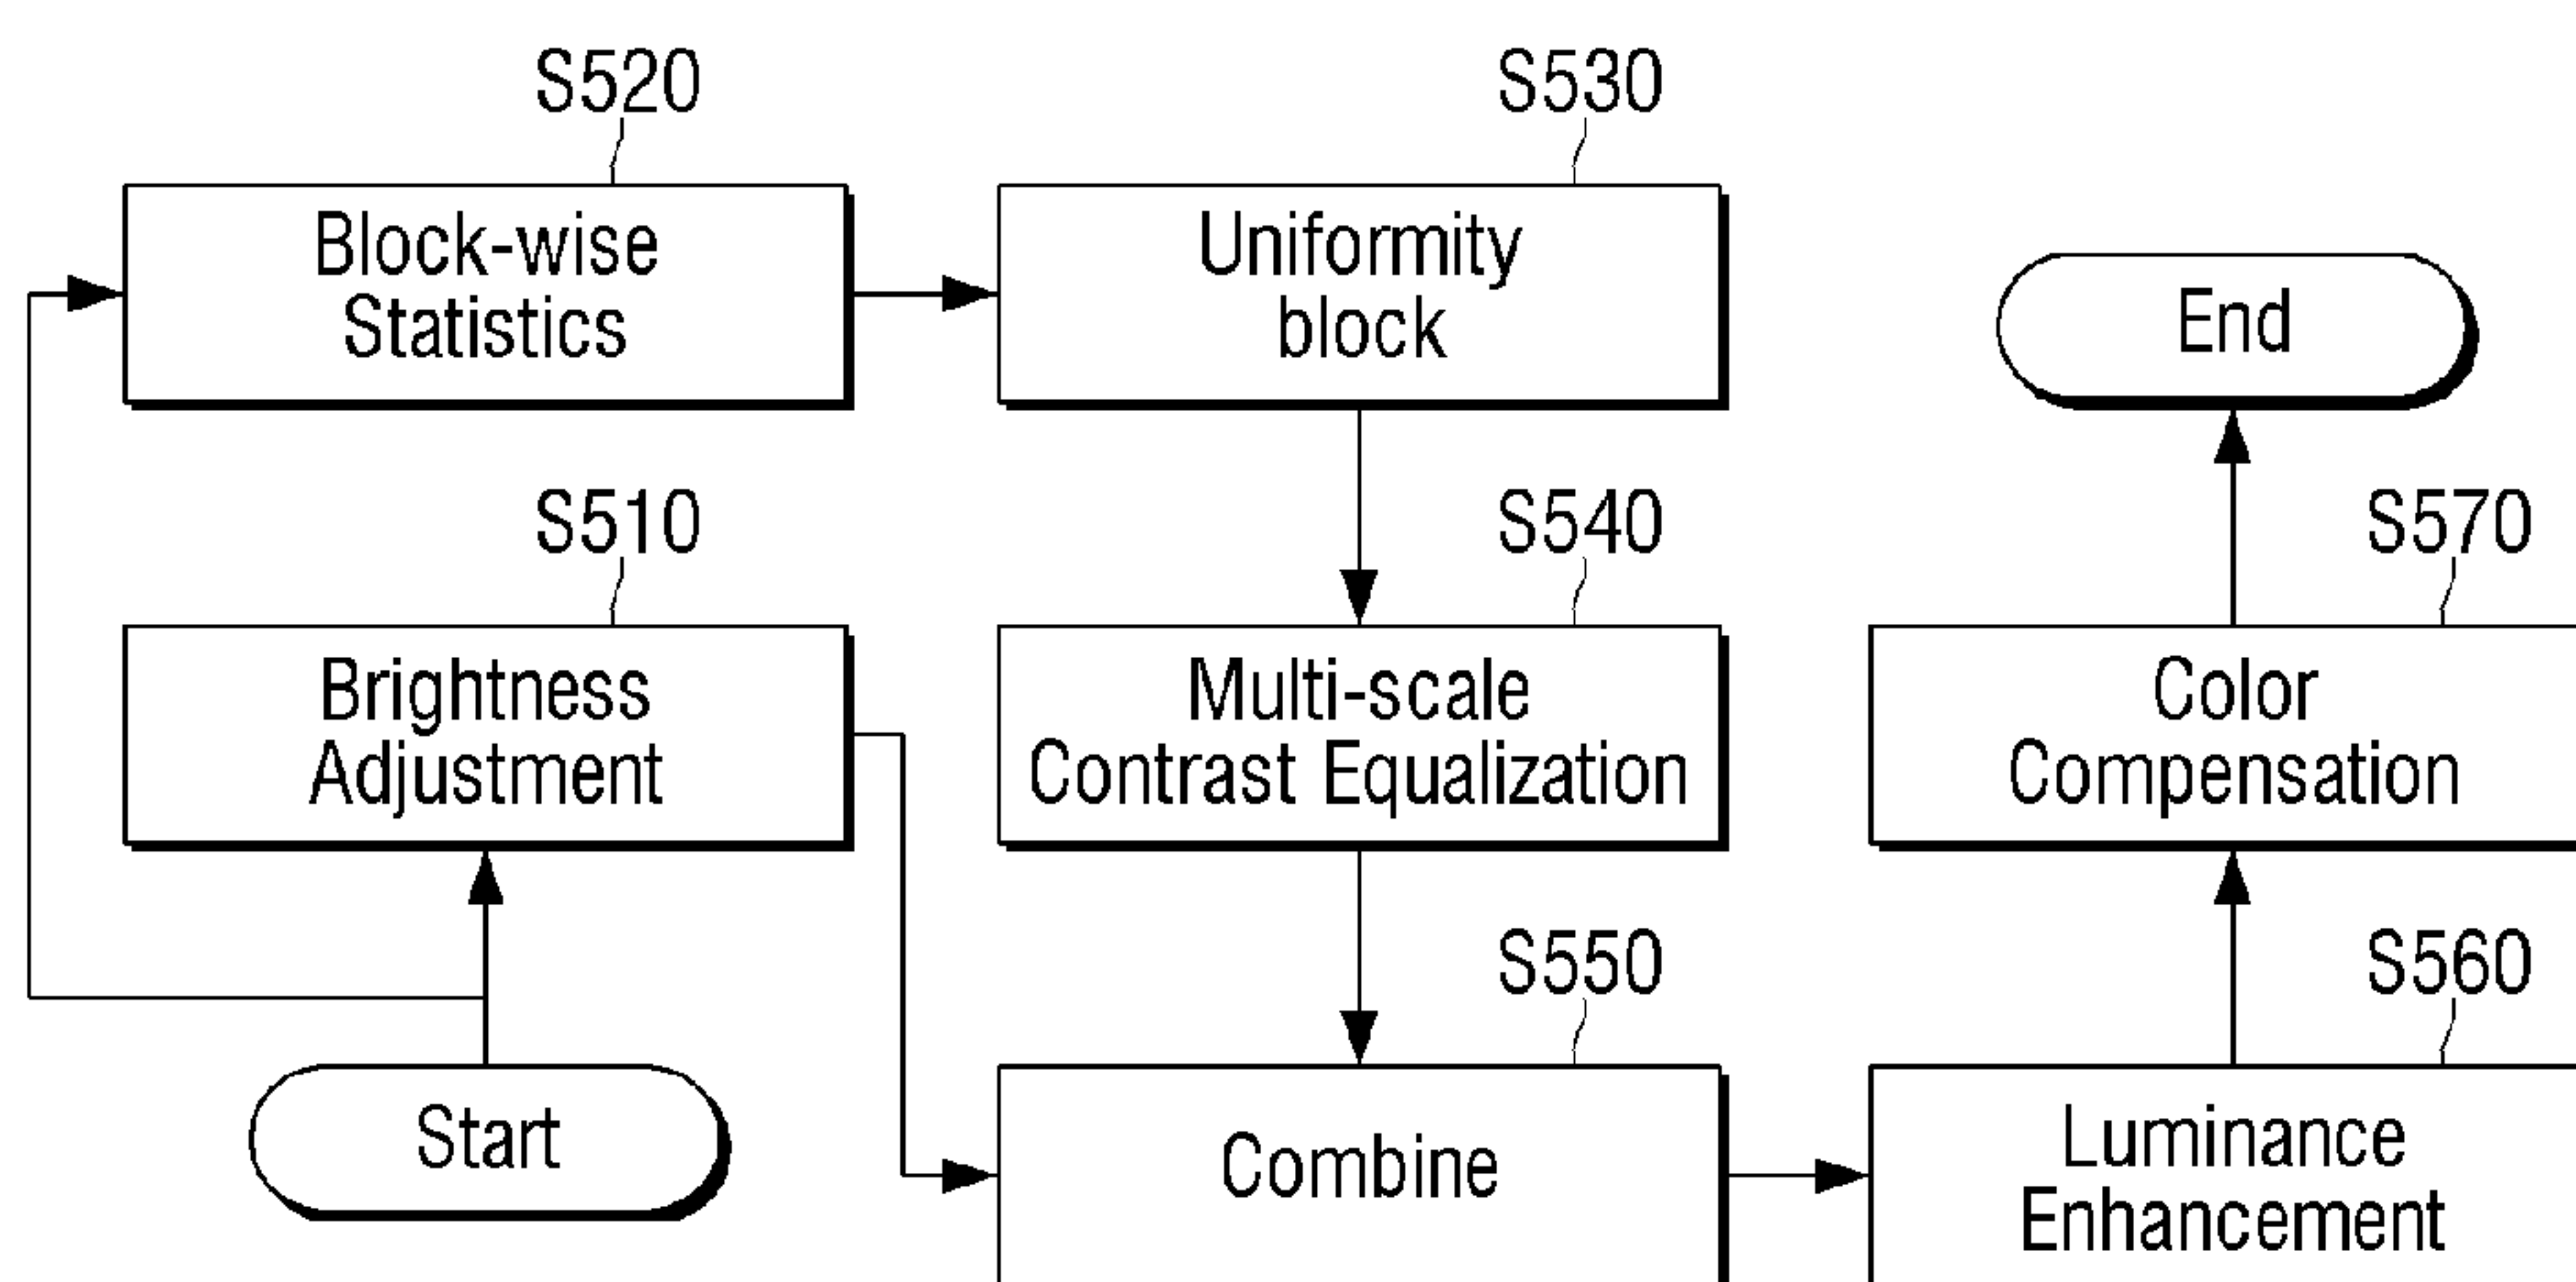 S520
Block-wise
Statistics
S530
Uniformity
block
End
S510
Brightness
Adjustment
S540
Multi-scale
Contrast Equalization
S570
Color
Compensation
Start
S550
Combine
S560
Luminance
Enhancement